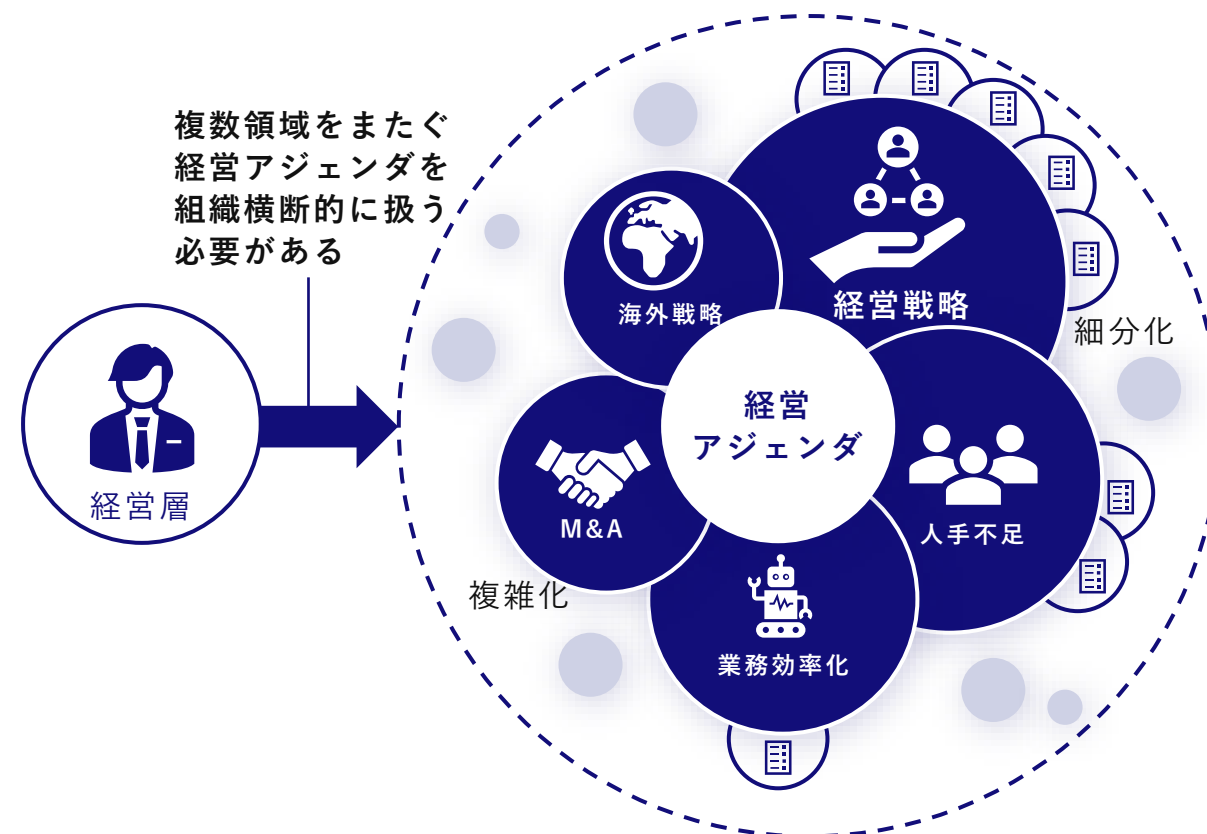 複数領域をまたぐ
経営アジェンダを
組織横断的に扱う
必要がある
経営層
海外戦略
経営戦略
細分化
経営
アジェンダ
M&A
人手不足
複雑化
業務効率化